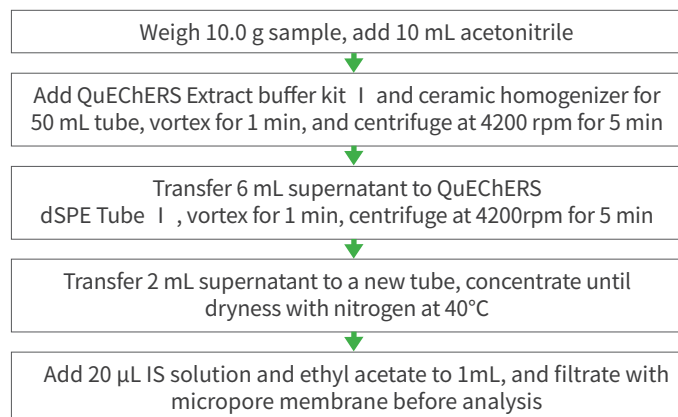 Weigh 10.0 g sample, add 10 mL acetonitrile
Add QuEChERS Extract buffer kit Ⅰ and ceramic homogenizer for
50 mL tube, vortex for 1 min, and centrifuge at 4200 rpm for 5 min
Transfer 6 mL supernatant to QuEChERS
dSPE Tube Ⅰ, vortex for 1 min, centrifuge at 4200rpm for 5 min
Transfer 2 mL supernatant to a new tube, concentrate until
dryness with nitrogen at 40°C
Add 20 μL IS solution and ethyl acetate to 1mL, and filtrate with
micropore membrane before analysis